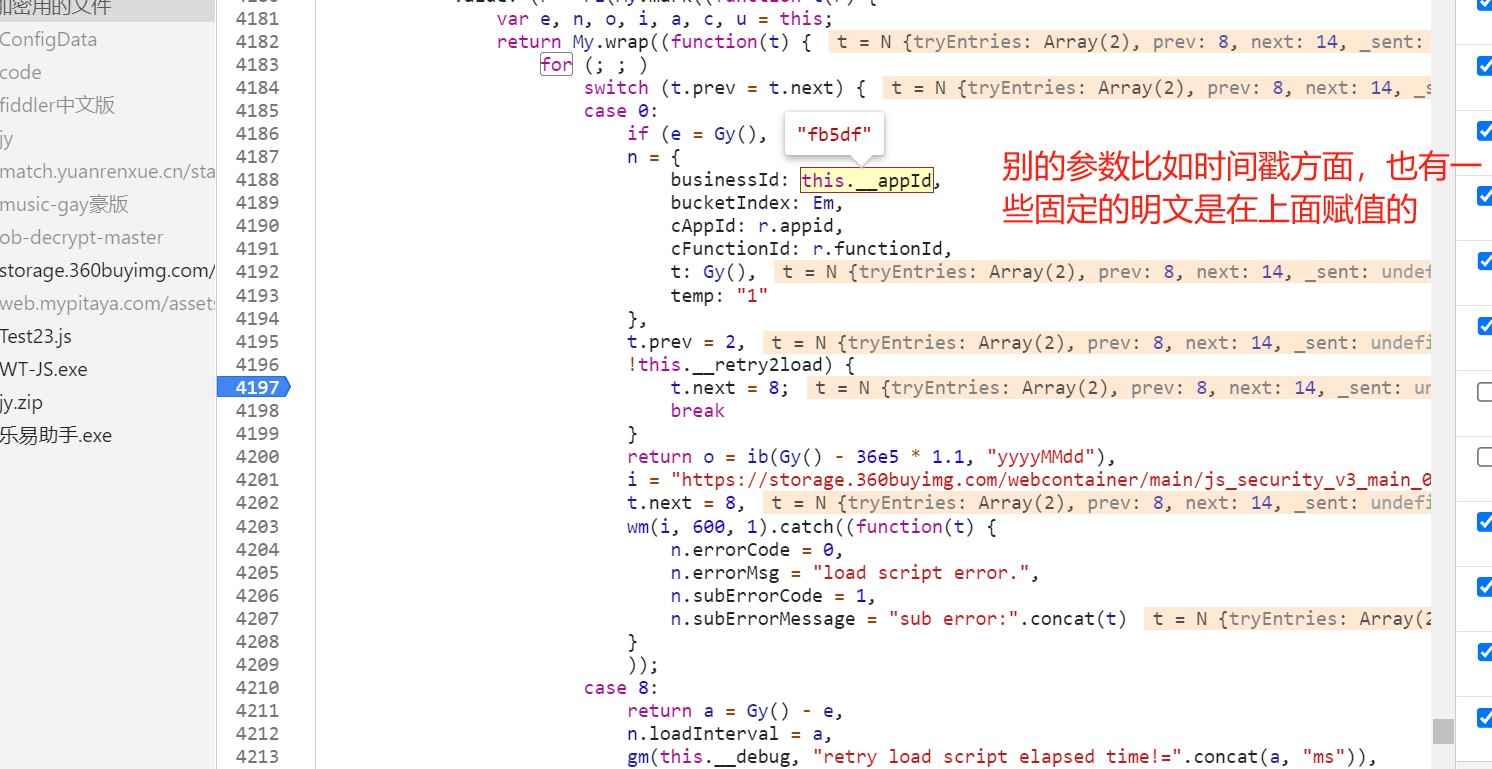 加密用的文件
ConfigData
code
fiddler中文版
jy
match.yuanrenxue.cn/sta
music-gay豪版
ob-decrypt-master
storage.360buyimg.com/
web.mypitaya.com/assets
Test23.js
WT-JS.exe
jy.zip
乐易助手.exe
4181 var e, n, o, i, a, c, u = this;
4182 return My.wrap((function(t) { t = N {tryEntries: Array(2), prev: 8, next: 14, _sent:
4183 for (; ; )
4184 switch (t.prev = t.next) { t = N {tryEntries: Array(2), prev: 8, next: 14, _s
4185 case 0:
4186 if (e = Gy(),
"fb5df"
4187 n = {
4188 businessId: this.__appId,
4189 bucketIndex: Em,
4190 cAppId: r.appid,
4191 cFunctionId: r.functionId,
4192 t: Gy(), t = N {tryEntries: Array(2), prev: 8, next: 14, _sent: undef
4193 temp: "1"
4194 },
4195 t.prev = 2, t = N {tryEntries: Array(2), prev: 8, next: 14, _sent: undefi
4196 !this.__retry2load) {
4197 t.next = 8; t = N {tryEntries: Array(2), prev: 8, next: 14, _sent: un
4198 break
4199 }
4200 return o = ib(Gy() - 36e5 * 1.1, "yyyyMMdd"),
4201 i = "https://storage.360buyimg.com/webcontainer/main/js_security_v3_main_0
4202 t.next = 8, t = N {tryEntries: Array(2), prev: 8, next: 14, _sent: undefi
4203 wm(i, 600, 1).catch((function(t) {
4204 n.errorCode = 0,
4205 n.errorMsg = "load script error.",
4206 n.subErrorCode = 1,
4207 n.subErrorMessage = "sub error:".concat(t) t = N {tryEntries: Array(2
4208 }
4209 ));
4210 case 8:
4211 return a = Gy() - e,
4212 n.loadInterval = a,
4213 gm(this.__debug, "retry load script elapsed time!=".concat(a, "ms")),
别的参数比如时间戳方面，也有一
些固定的明文是在上面赋值的